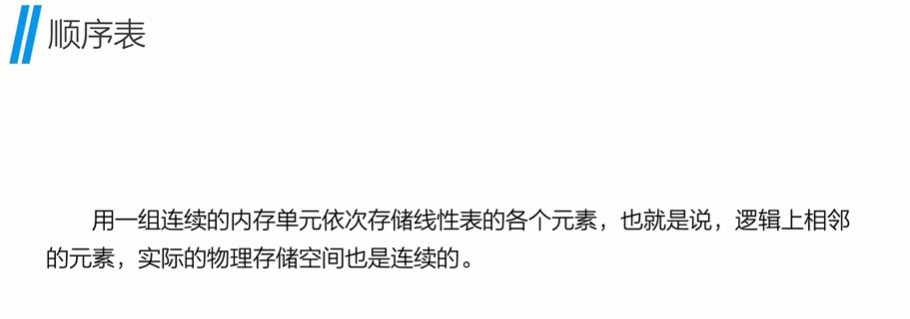 顺序表
用一组连续的内存单元依次存储线性表的各个元素，也就是说，逻辑上相邻
的元素，实际的物理存储空间也是连续的。